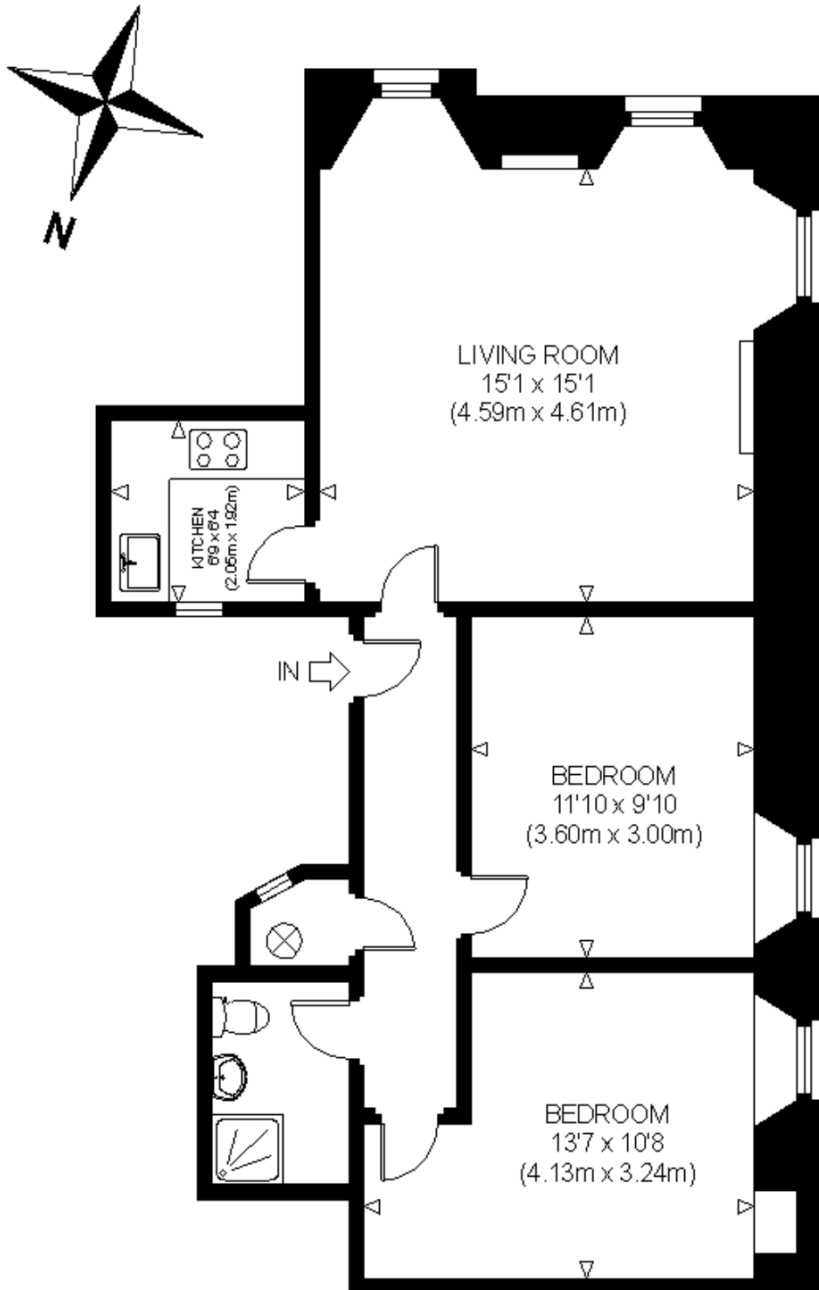 N
LIVING ROOM
15'1 x 15'1
(4.59m x 4.61m)
KITCHEN
6'9 x 6'4
(2.05m x 1.92m)
IN
BEDROOM
11'10 x 9'10
(3.60m x 3.00m)
BEDROOM
13'7 x 10'8
(4.13m x 3.24m)